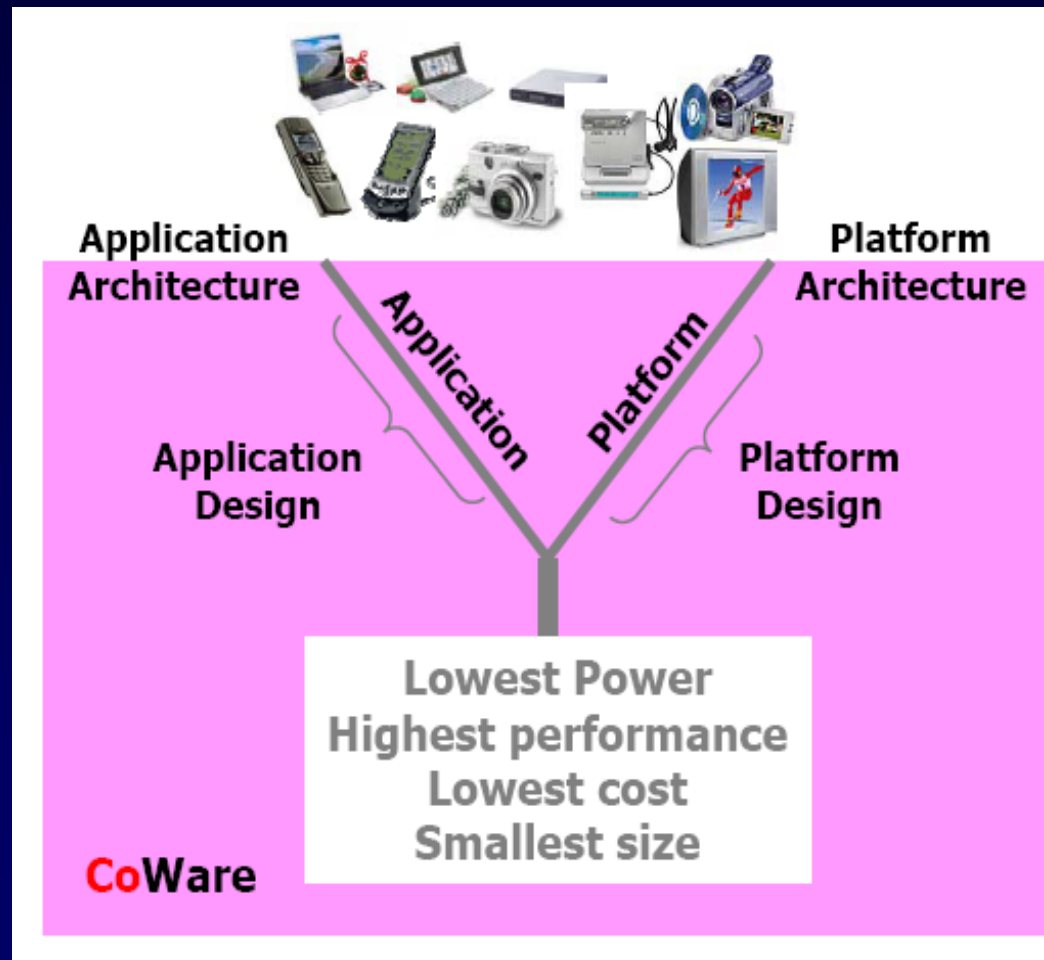 Application
Architecture
Platform
Architecture
Application
Platform
Application
Design
Platform
Design
Lowest Power
Highest performance
Lowest cost
Smallest size
CoWare